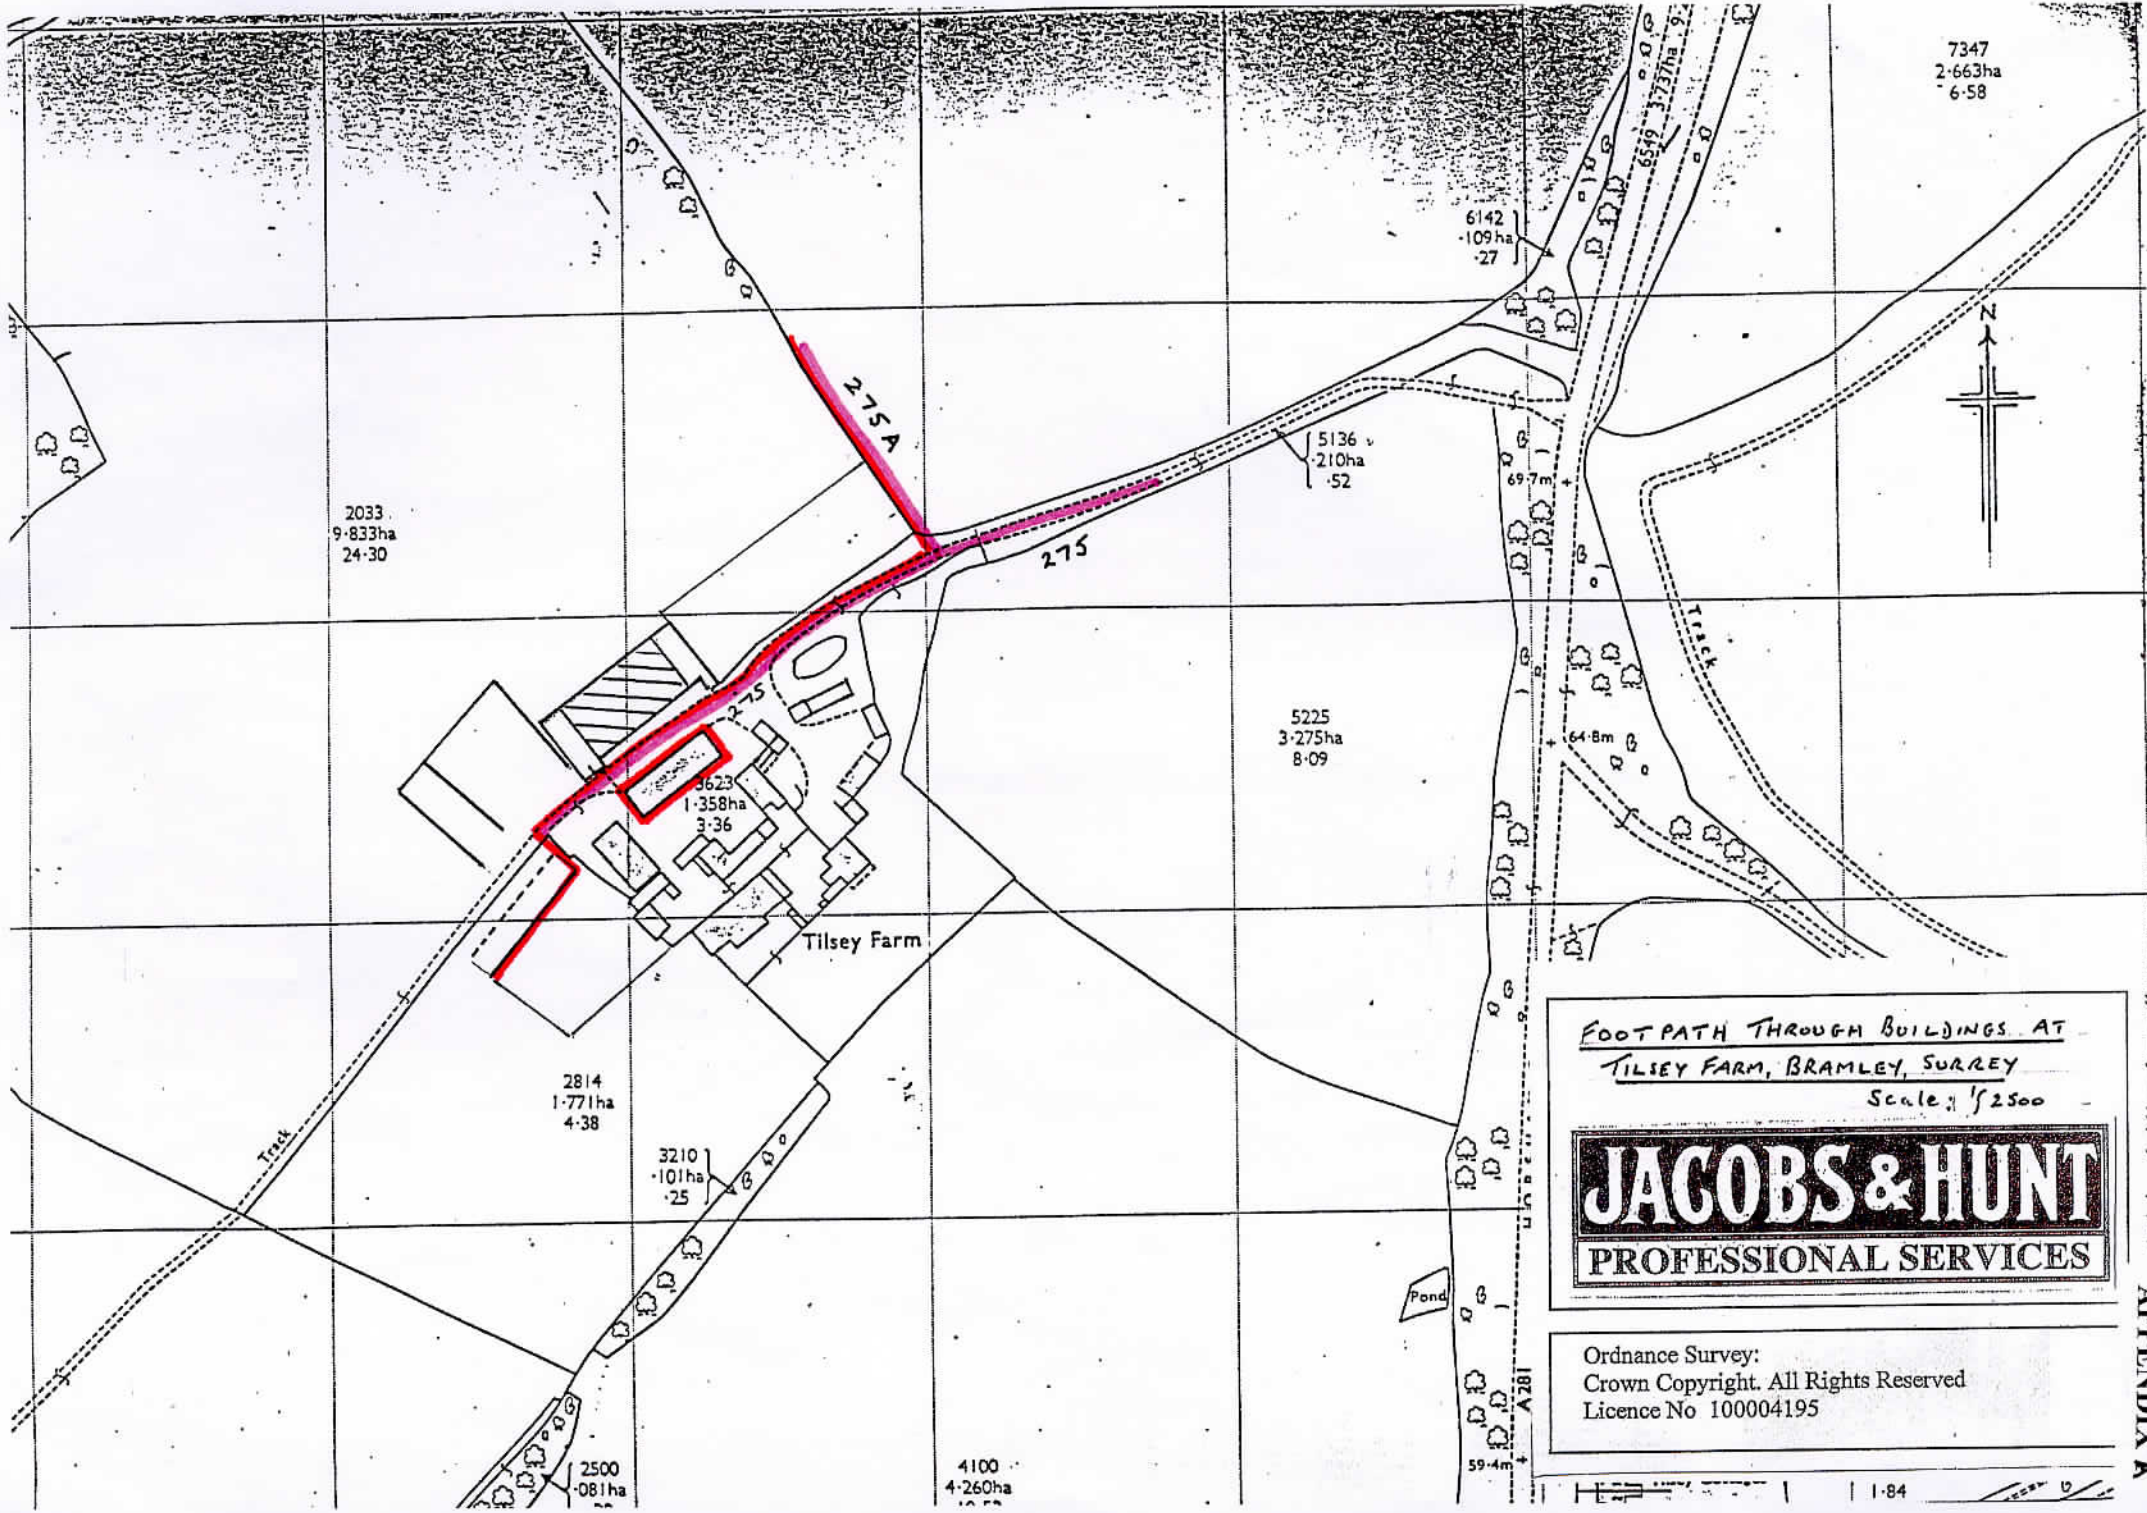 7347
2·663ha
6·58
6549 3·737ha
6142
·109ha
·27
N
275A
5136
·210ha
·52
69·7m
2033
9·833ha
24·30
275
Track
275
5225
3·275ha
8·09
64·8m
3623
1·358ha
3·36
Tilsey Farm
2814
1·771ha
4·38
Track
3210
·101ha
·25
Pond
A 281
59·4m
2500
·081ha
4100
4·260ha
FOOTPATH THROUGH BUILDINGS AT
TILSEY FARM, BRAMLEY, SURREY
Scale: 1/2500
JACOBS & HUNT
PROFESSIONAL SERVICES
Ordnance Survey:
Crown Copyright. All Rights Reserved
Licence No 100004195
1·84